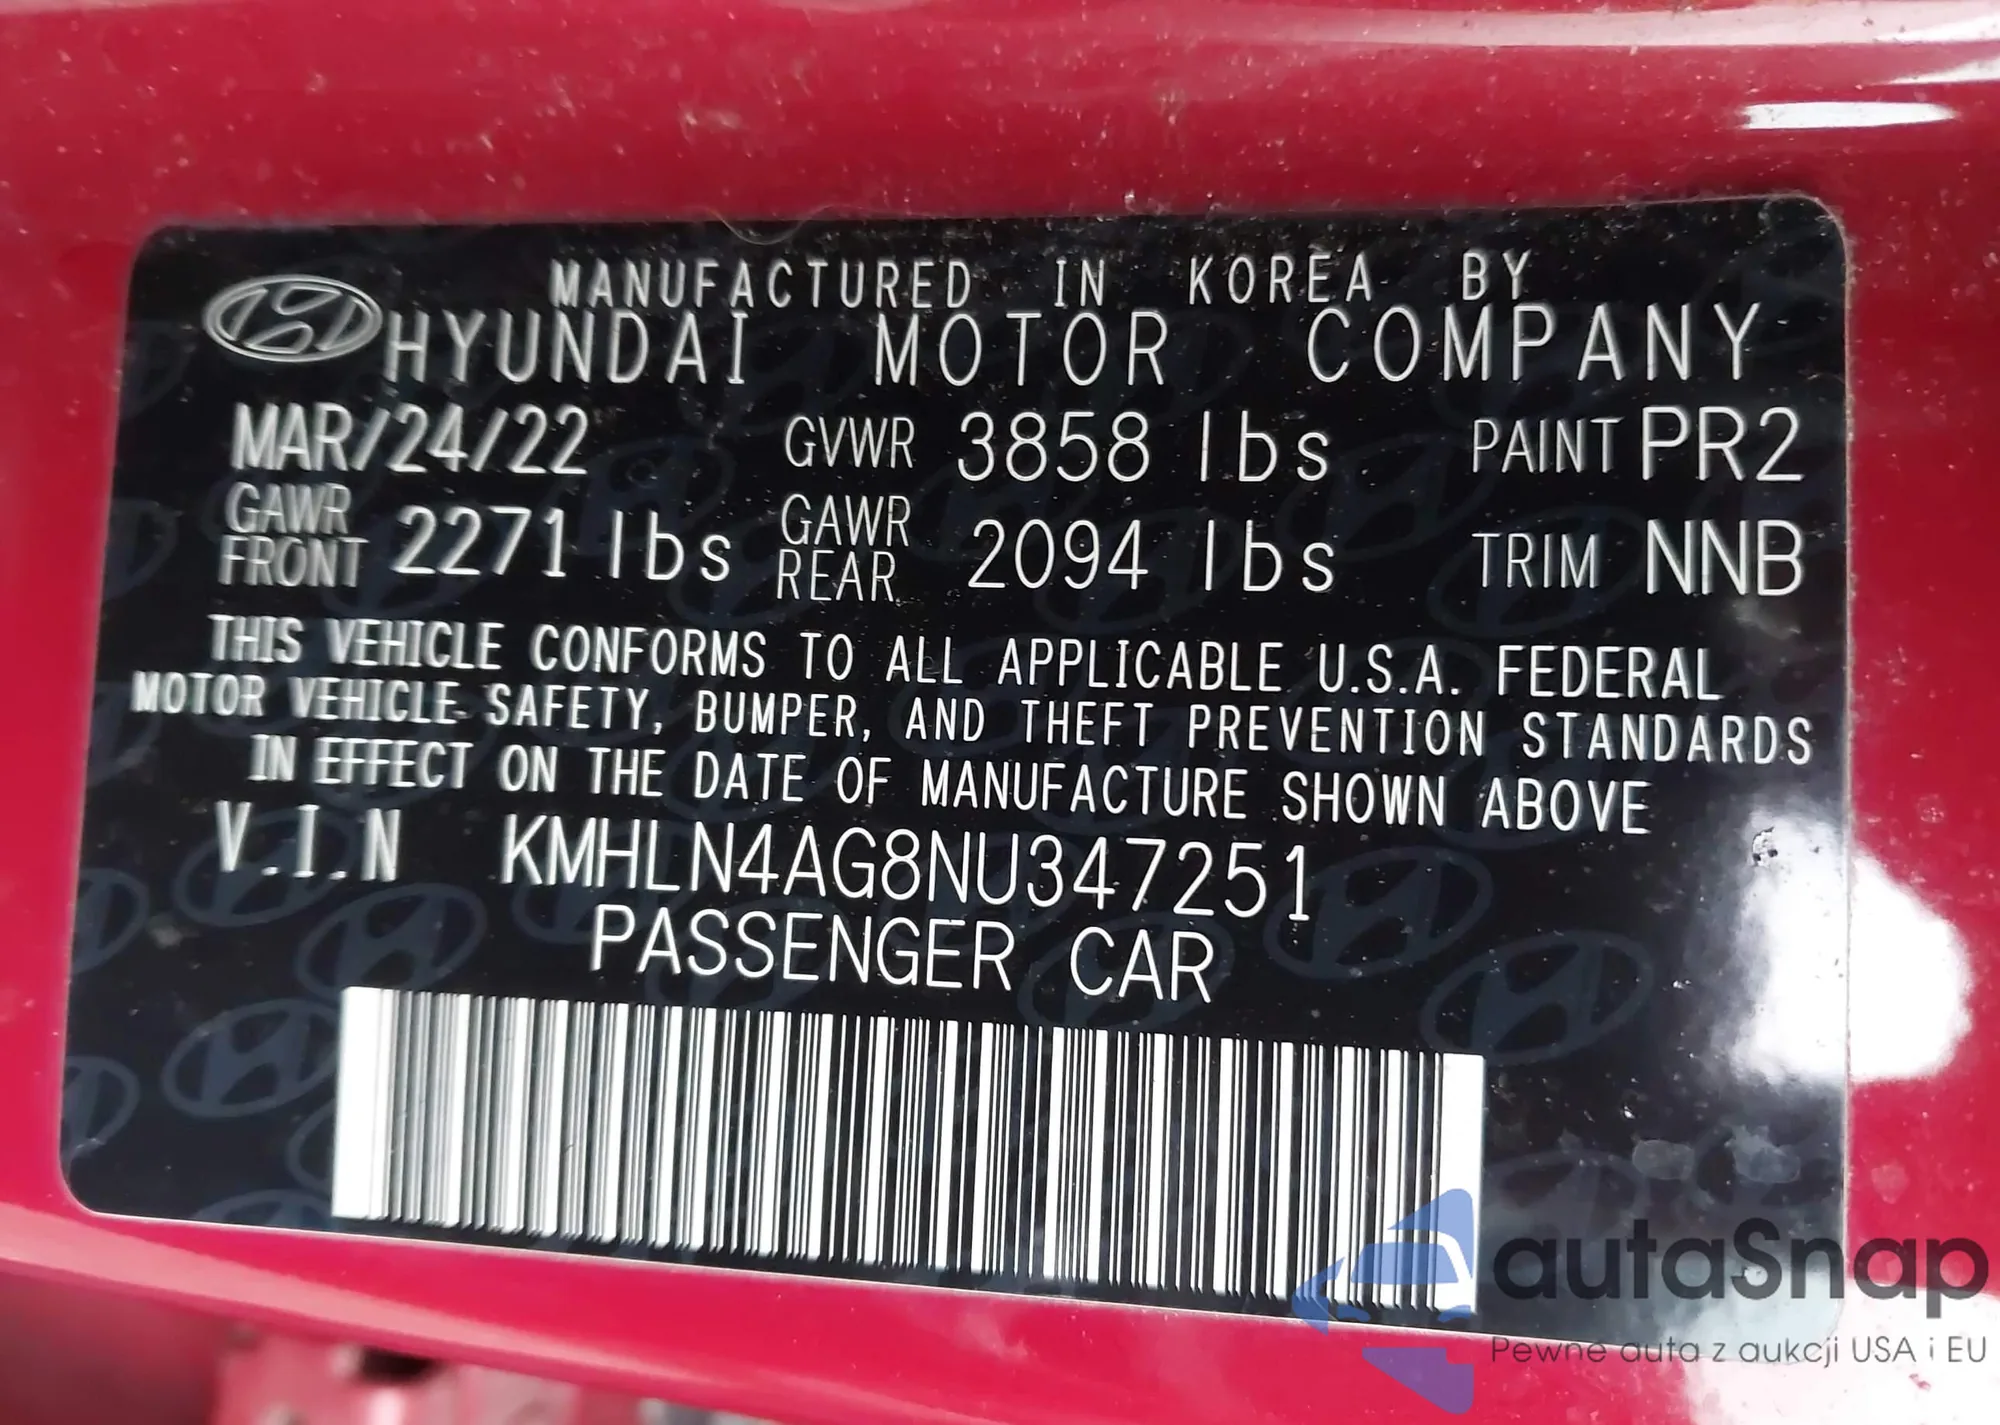 MANUFACTURED IN KOREA BY
HYUNDAI MOTOR COMPANY
MAR/24/22 GVWR 3858 lbs PAINT PR2
GAWR FRONT 2271 lbs GAWR REAR 2094 lbs TRIM NNB
THIS VEHICLE CONFORMS TO ALL APPLICABLE U.S.A. FEDERAL
MOTOR VEHICLE SAFETY, BUMPER, AND THEFT PREVENTION STANDARDS
IN EFFECT ON THE DATE OF MANUFACTURE SHOWN ABOVE
V.I.N KMHLN4AG8NU347251
PASSENGER CAR
autaSnap
Pewne auta z aukcji USA i EU